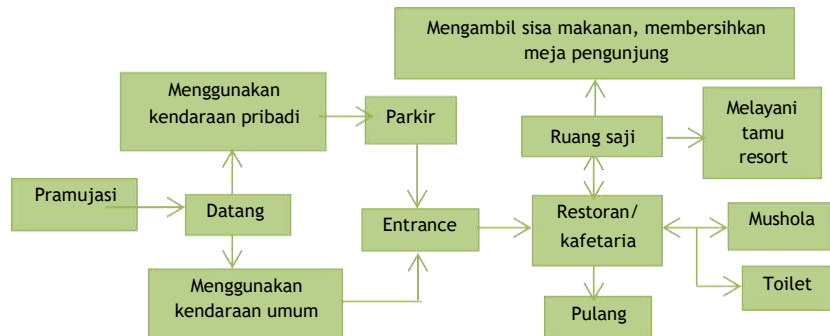 Mengambil sisa makanan, membersihkan
meja pengunjung
Menggunakan
kendaraan pribadi
Parkir
Ruang saji
Melayani
tamu
resort
Pramujasi
Datang
Entrance
Restoran/
kafetaria
Mushola
Menggunakan
kendaraan umum
Pulang
Toilet